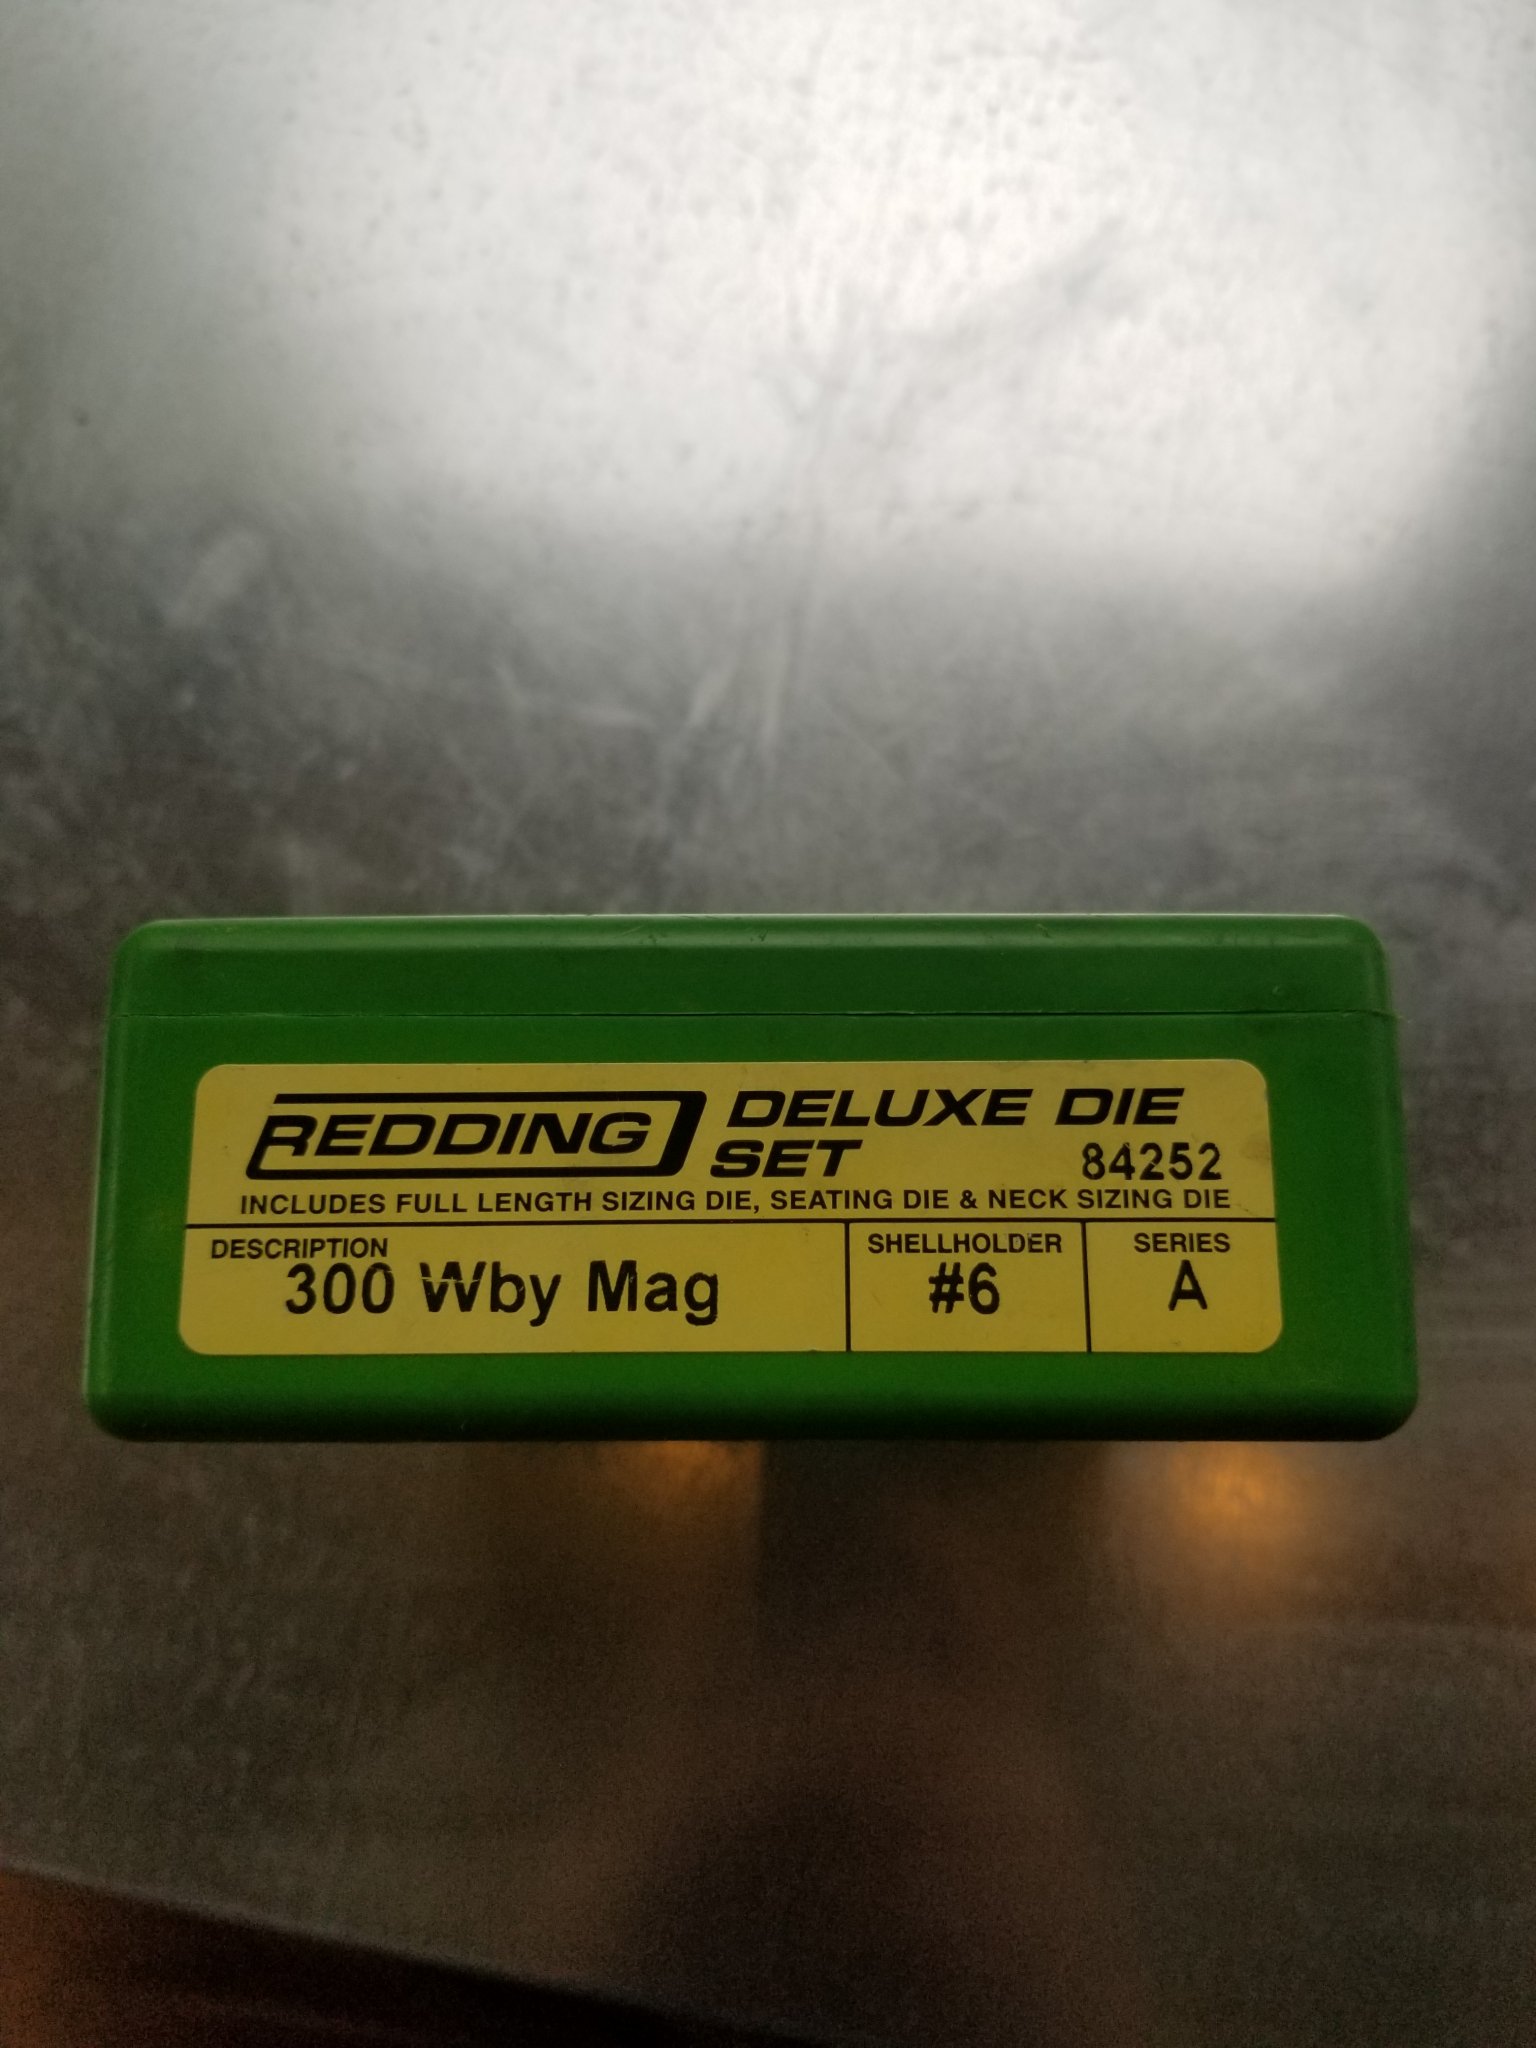 REDDING DELUXE DIE
SET 84252
INCLUDES FULL LENGTH SIZING DIE, SEATING DIE & NECK SIZING DIE
DESCRIPTION SHELLHOLDER SERIES
300 Wby Mag #6 A